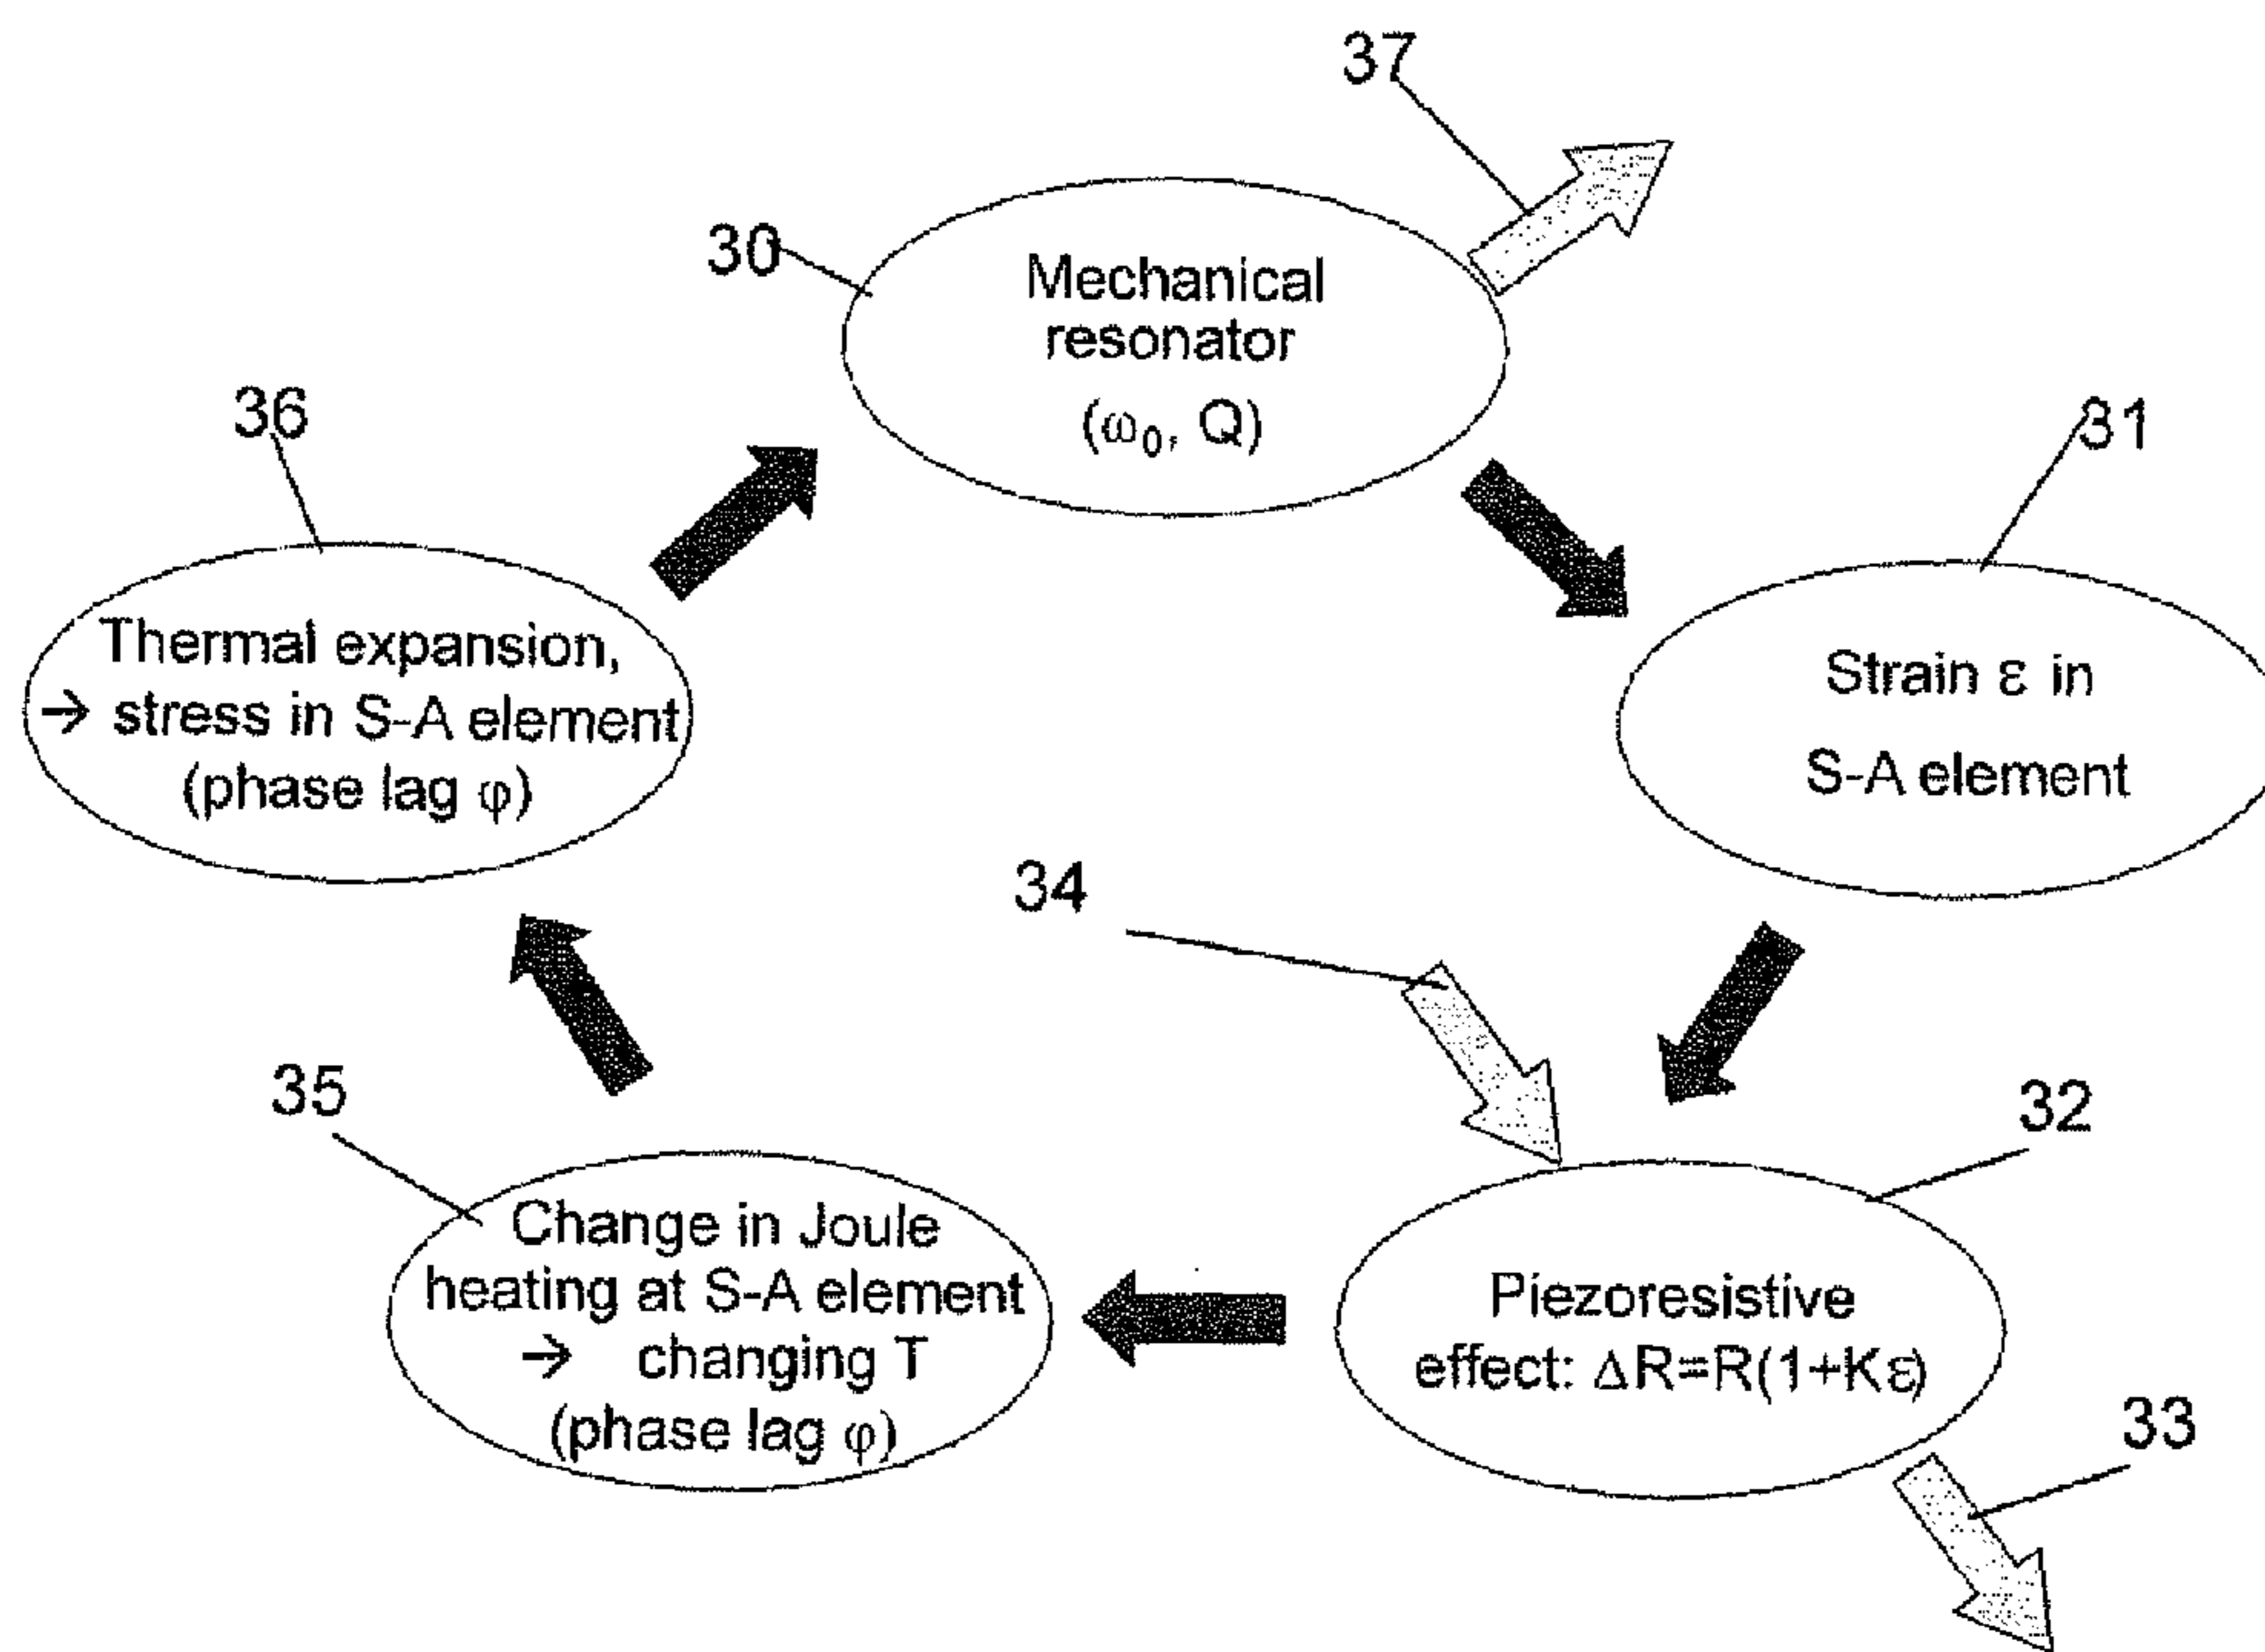 37
30
Mechanical
resonator
(ω₀, Q)
36
31
Thermal expansion,
→ stress in S-A element
(phase lag φ)
Strain ε in
S-A element
34
35
32
Change in Joule
heating at S-A element
→ changing T
(phase lag φ)
Piezoresistive
effect: ΔR=R(1+Kε)
33